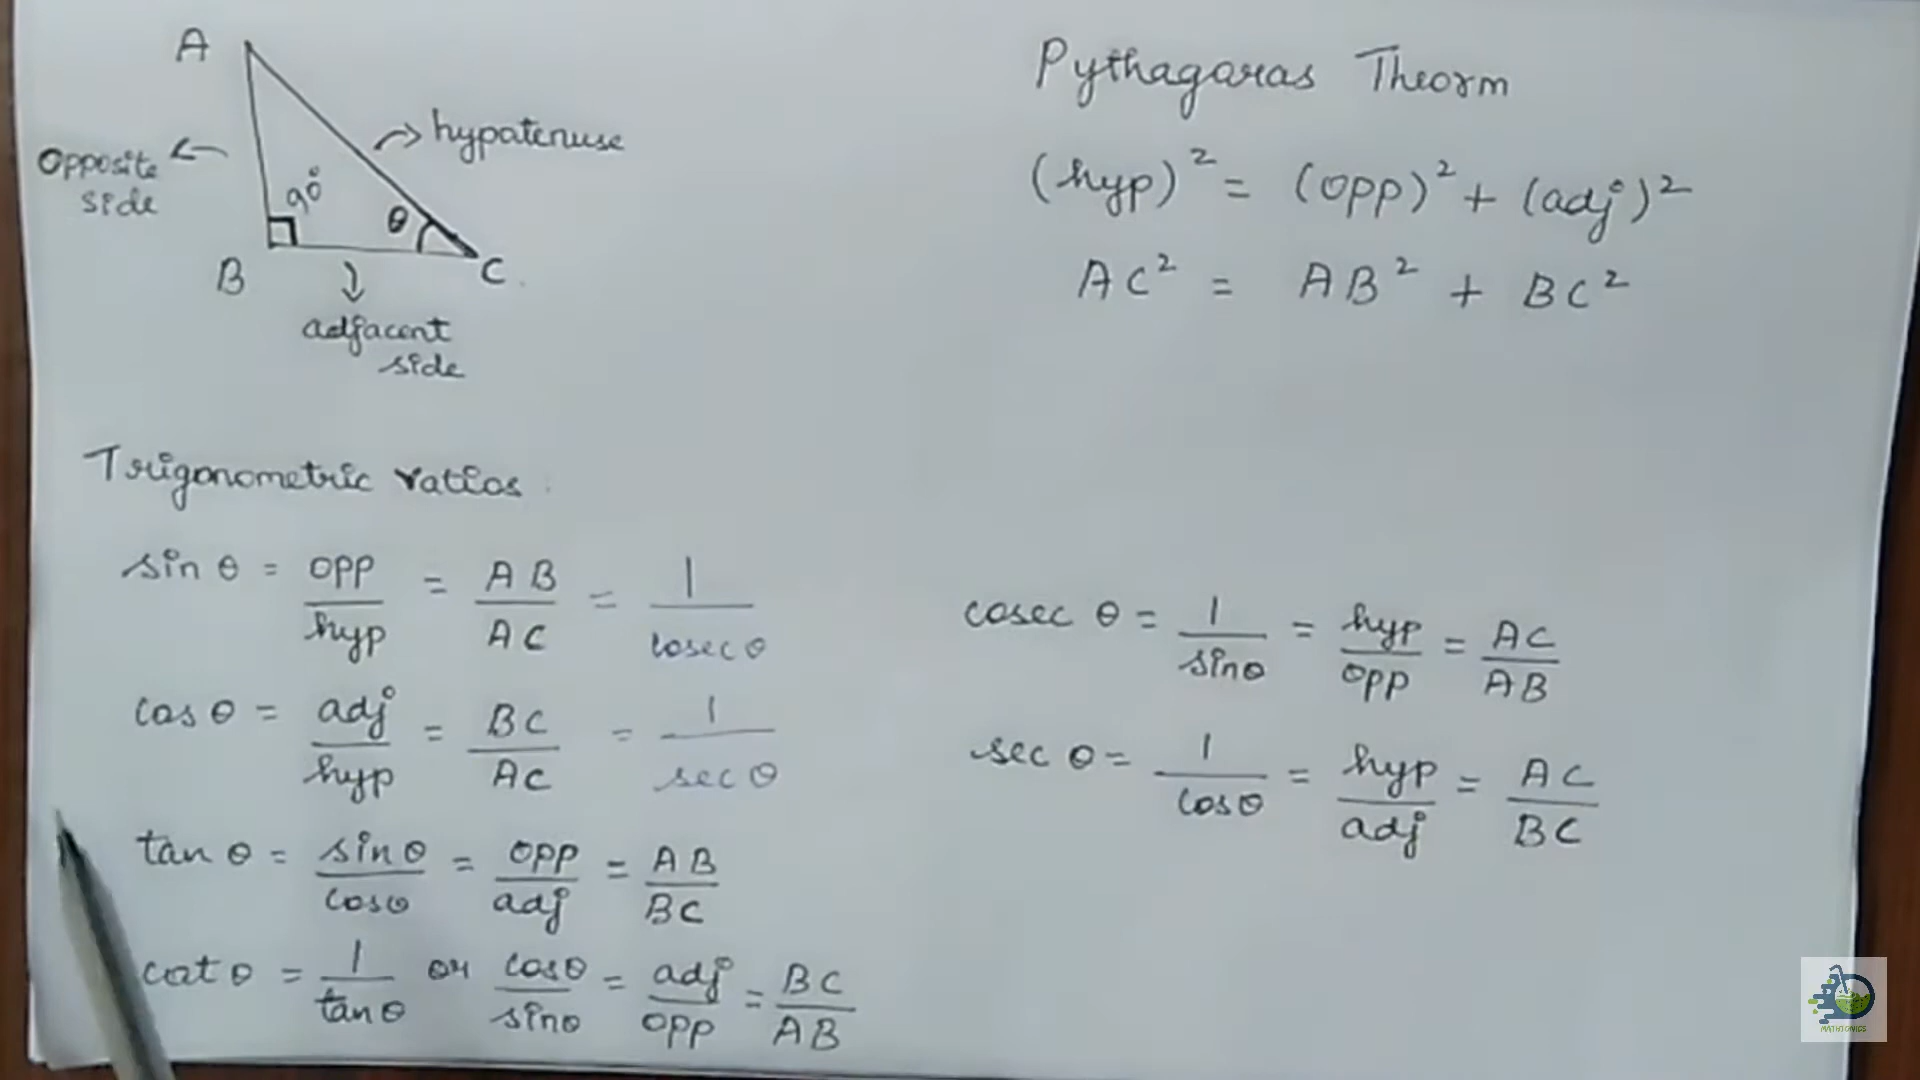 A
hypotenuse
Opposite
side
90°
θ
B
C
adjacent
side
Pythagoras Theorm
(hyp)² = (opp)² + (adj)²
AC² = AB² + BC²
Trigonometric ratios
sin θ = opp/hyp = AB/AC = 1/cosec θ
cos θ = adj/hyp = BC/AC = 1/sec θ
tan θ = sin θ/cos θ = opp/adj = AB/BC
cot θ = 1/tan θ or cos θ/sin θ = adj/opp = BC/AB
cosec θ = 1/sin θ = hyp/opp = AC/AB
sec θ = 1/cos θ = hyp/adj = AC/BC
MATHTONICS